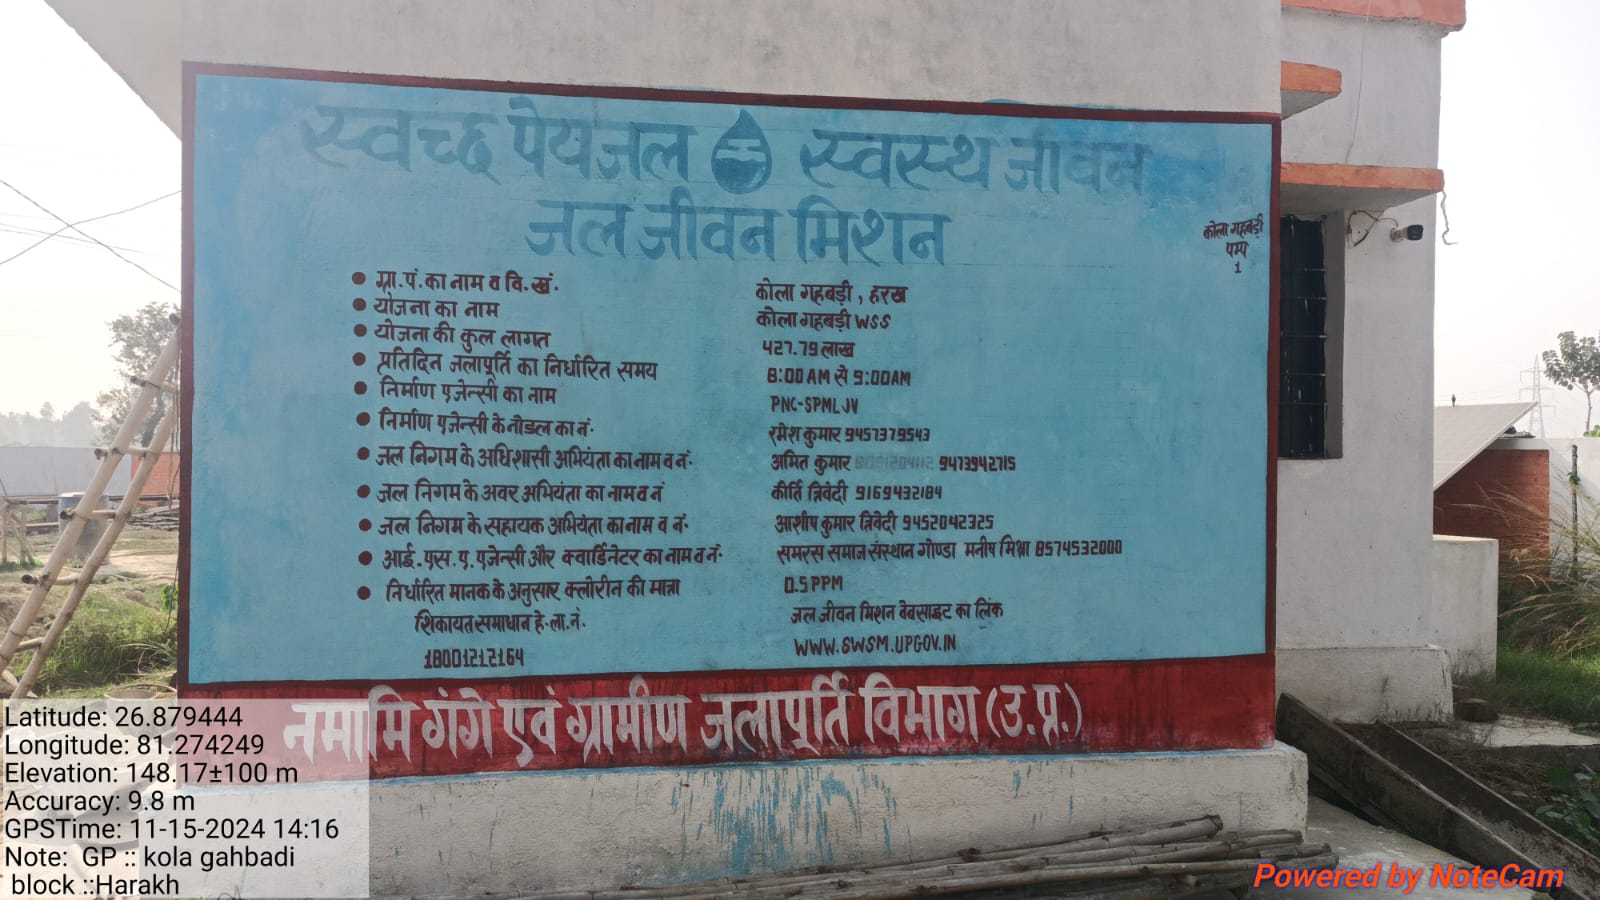 स्वच्छ पेयजल स्वस्थ जीवन
जल जीवन मिशन
कोला गहबड़ी
पम्प
1
● ग्रा.पं.का नाम व वि.खं. कोला गहबड़ी, हरख
● योजना का नाम कोला गहबड़ी WSS
● योजना की कुल लागत 427.79 लाख
● प्रतिदिन जलापूर्ति का निर्धारित समय 8:00 AM से 9:00AM
● निर्माण एजेन्सी का नाम PNC-SPML JV
● निर्माण एजेन्सी के नोडल का नं. रमेश कुमार 9457379543
● जल निगम के अधिशासी अभियंता का नाम व नं. अमित कुमार 9473942715
● जल निगम के अवर अभियंता का नाम व नं कीर्ति त्रिवेदी 9169432184
● जल निगम के सहायक अभियंता का नाम व नं. आशीष कुमार त्रिवेदी 9452042325
● आई.एस.ए.एजेन्सी और क्वार्डिनेटर का नाम व नं. समरस समाज संस्थान गोण्डा मनीष मिश्रा 8574532000
● निर्धारित मानक के अनुसार क्लोरीन की मात्रा 0.5 PPM
शिकायत समाधान हे.ला.नं. जल जीवन मिशन वेबसाइट का लिंक
18001212164 WWW.SWSM.UPGOV.IN
नमामि गंगे एवं ग्रामीण जलापूर्ति विभाग (उ.प्र.)
Latitude: 26.879444
Longitude: 81.274249
Elevation: 148.17±100 m
Accuracy: 9.8 m
GPSTime: 11-15-2024 14:16
Note: GP :: kola gahbadi
block ::Harakh
Powered by NoteCam